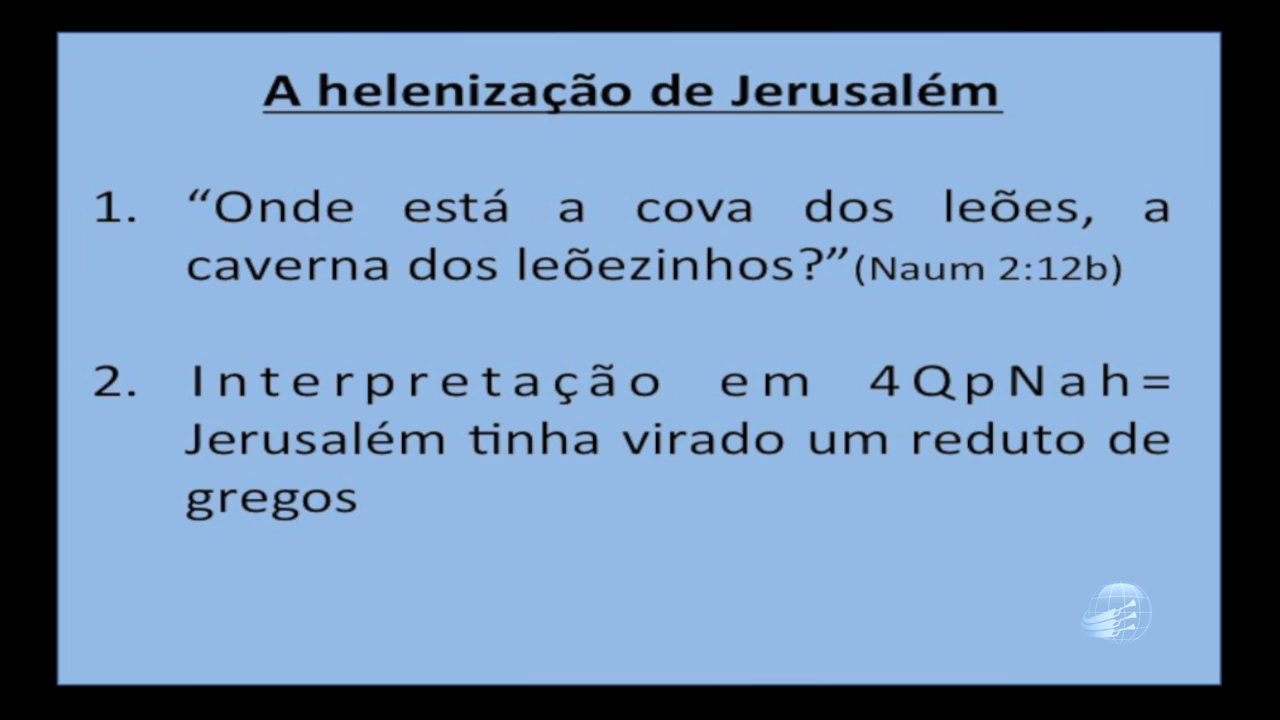 A helenização de Jerusalém
1. “Onde está a cova dos leões, a
caverna dos leõezinhos?”(Naum 2:12b)
2. Interpretação em 4QpNah=
Jerusalém tinha virado um reduto de
gregos